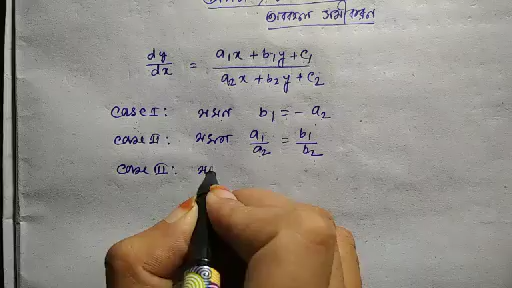 অবকল সমীকরণ
dy/dx = a₁x + b₁y + c₁ / a₂x + b₂y + c₂
Case I: যখন b₁ = - a₂
Case II: যখন a₁/a₂ = b₁/b₂
Case III: য